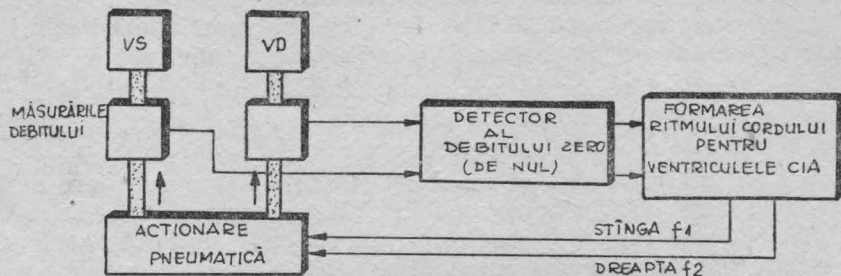 VS
VD
MĂSURĂRILE
DEBITULUI
DETECTOR
AL
DEBITULUI ZERO
(DE NUL)
FORMAREA
RITMULUI CORDULUI
PENTRU
VENTRICULELE CIA
ACTIONARE
PNEUMATICĂ
STÎNGA f1
DREAPTA f2